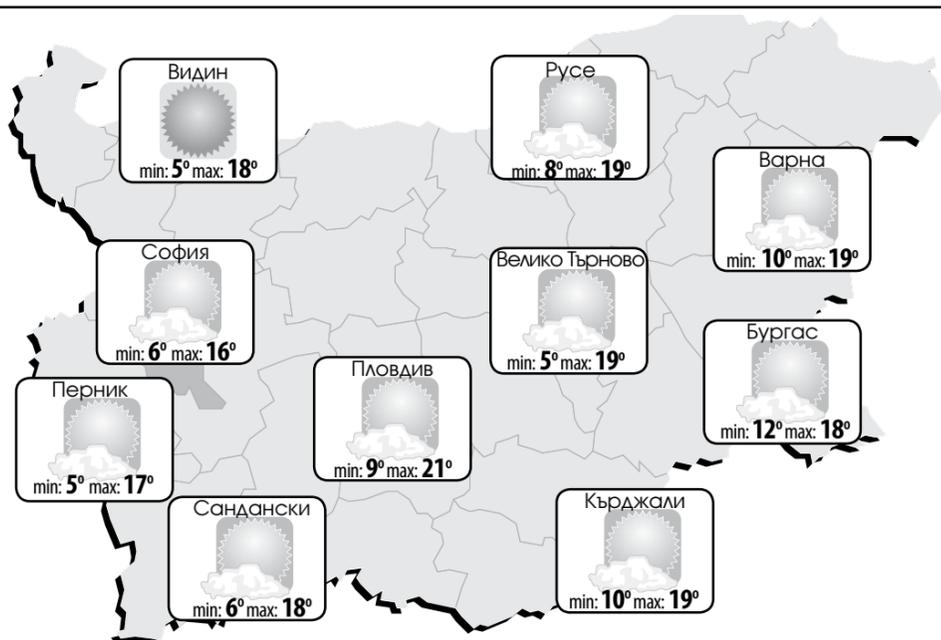 Видин
min: 5° max: 18°
Русе
min: 8° max: 19°
Варна
min: 10° max: 19°
София
min: 6° max: 16°
Велико Търново
min: 5° max: 19°
Бургас
min: 12° max: 18°
Пловдив
min: 9° max: 21°
Перник
min: 5° max: 17°
Сандански
min: 6° max: 18°
Кърджали
min: 10° max: 19°